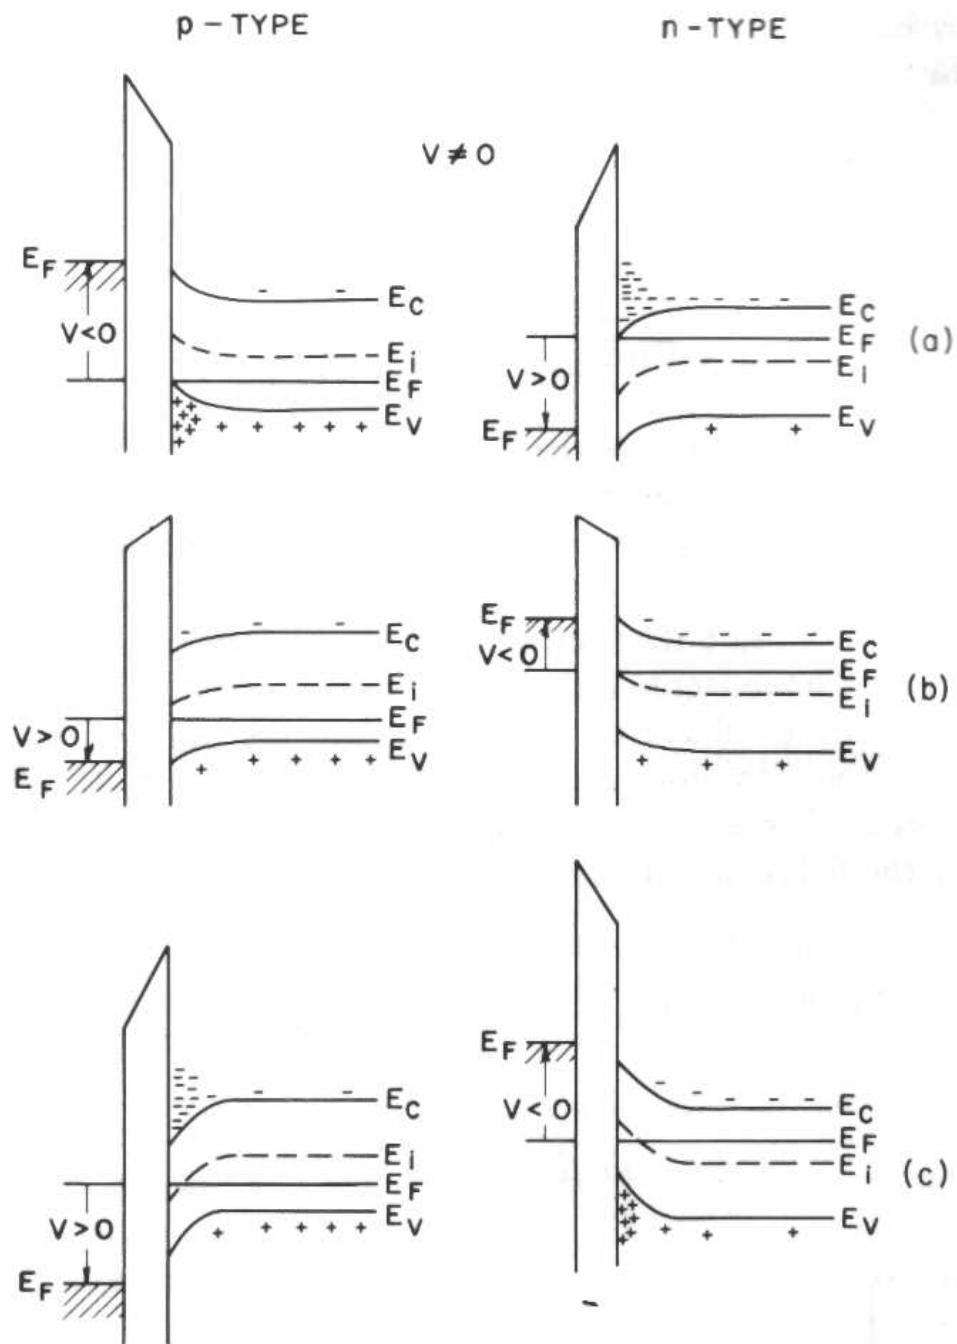 p - TYPE
n - TYPE
V ≠ 0
E_F
V<0
E_C
E_i
E_F
E_V
E_C
E_F
E_i
E_V
V>0
E_F
(a)
E_C
E_i
E_F
E_V
V>0
E_F
E_F
V<0
E_C
E_F
E_i
E_V
(b)
E_C
E_i
E_F
E_V
V>0
E_F
E_F
V<0
E_C
E_F
E_i
E_V
(c)